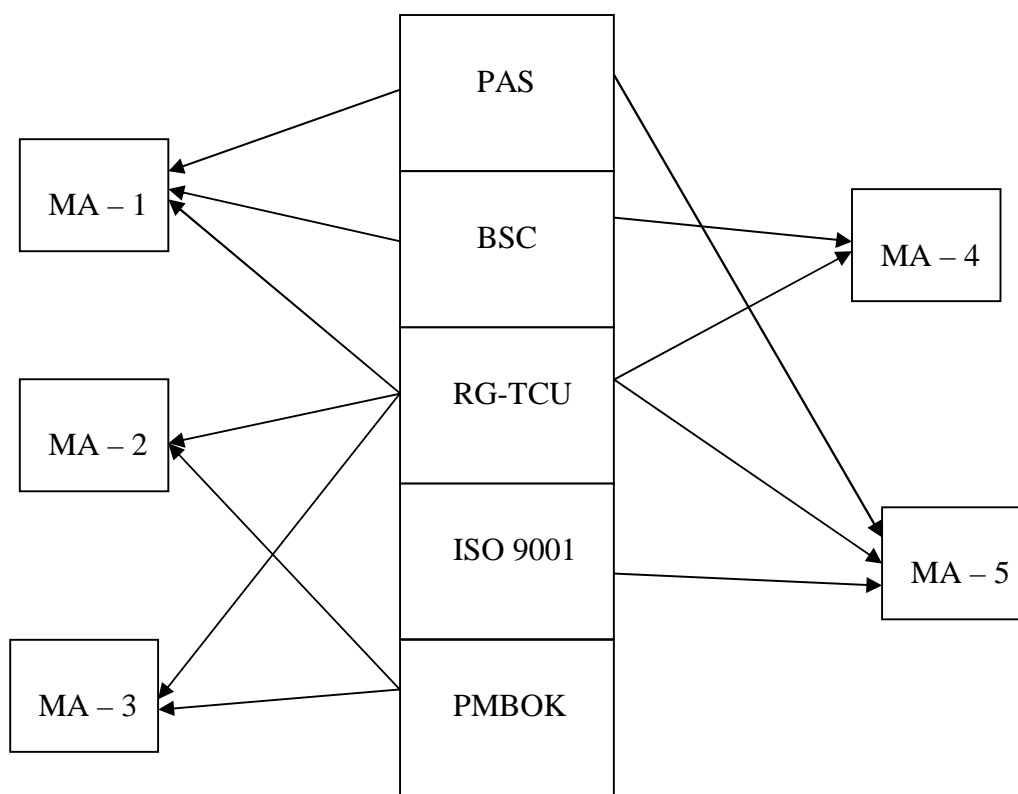 PAS
MA – 1
BSC
MA – 4
RG-TCU
MA – 2
ISO 9001
MA – 5
MA – 3
PMBOK